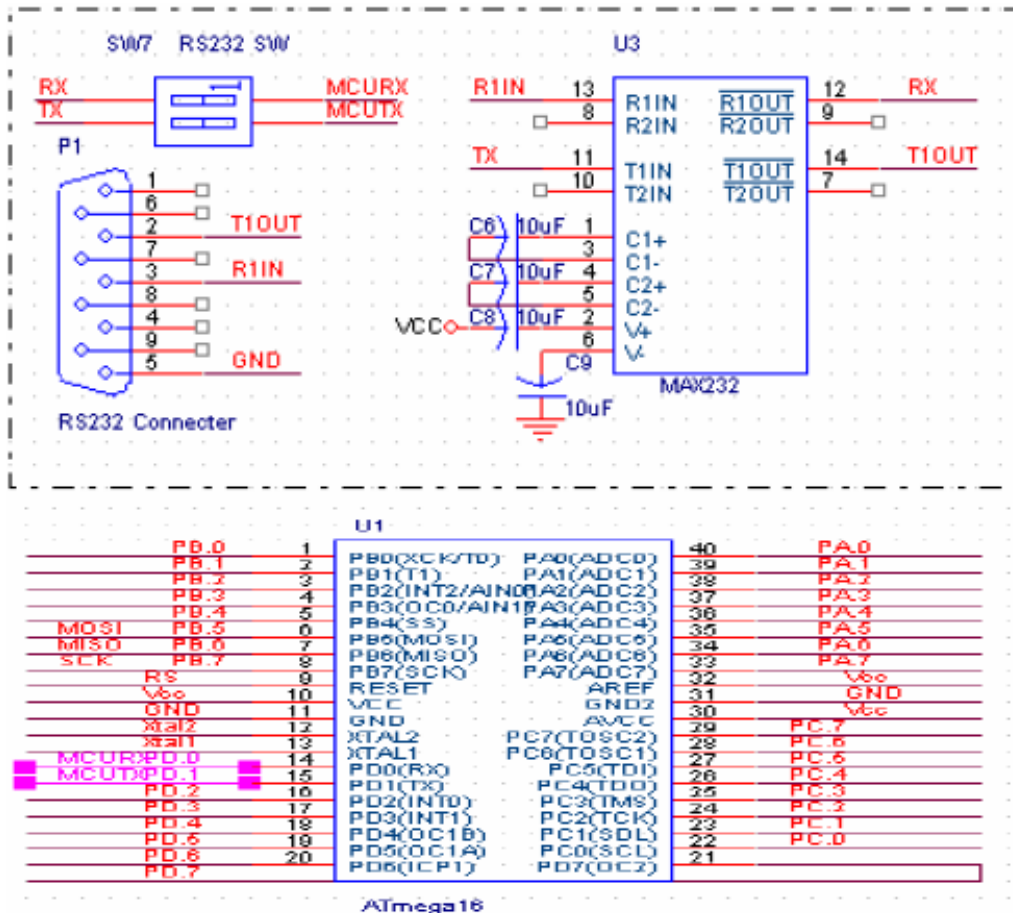 SW7 RS232 SW
RX MCURX
TX MCUTX
P1
1
6
2 T1OUT
7
3 R1IN
8
4
9
5 GND
RS232 Connecter
U3
R1IN 13 R1IN R1OUT 12 RX
8 R2IN R2OUT 9
TX 11 T1IN T1OUT 14 T1OUT
10 T2IN T2OUT 7
C6 10uF 1 C1+
3 C1-
C7 10uF 4 C2+
5 C2-
VCC C8 10uF 2 V+
6 V-
C9
10uF
MAX232
U1
PB.0 1 PB0(XCK/T0) PA0(ADC0) 40 PA.0
PB.1 2 PB1(T1) PA1(ADC1) 39 PA.1
PB.2 3 PB2(INT2/AIN0) PA2(ADC2) 38 PA.2
PB.3 4 PB3(OC0/AIN1) PA3(ADC3) 37 PA.3
PB.4 5 PB4(SS) PA4(ADC4) 36 PA.4
MOSI PB.5 6 PB5(MOSI) PA5(ADC5) 35 PA.5
MISO PB.6 7 PB6(MISO) PA6(ADC6) 34 PA.6
SCK PB.7 8 PB7(SCK) PA7(ADC7) 33 PA.7
RS 9 RESET AREF 32 Vcc
Vcc 10 VCC GND2 31 GND
GND 11 GND AVCC 30 Vcc
Xtal2 12 XTAL2 PC7(TOSC2) 29 PC.7
Xtal1 13 XTAL1 PC6(TOSC1) 28 PC.6
MCURX PD.0 14 PD0(RX) PC5(TDI) 27 PC.5
MCUTX PD.1 15 PD1(TX) PC4(TDO) 26 PC.4
PD.2 16 PD2(INT0) PC3(TMS) 25 PC.3
PD.3 17 PD3(INT1) PC2(TCK) 24 PC.2
PD.4 18 PD4(OC1B) PC1(SDL) 23 PC.1
PD.5 19 PD5(OC1A) PC0(SCL) 22 PC.0
PD.6 20 PD6(ICP1) PD7(OC2) 21
PD.7
ATmega16